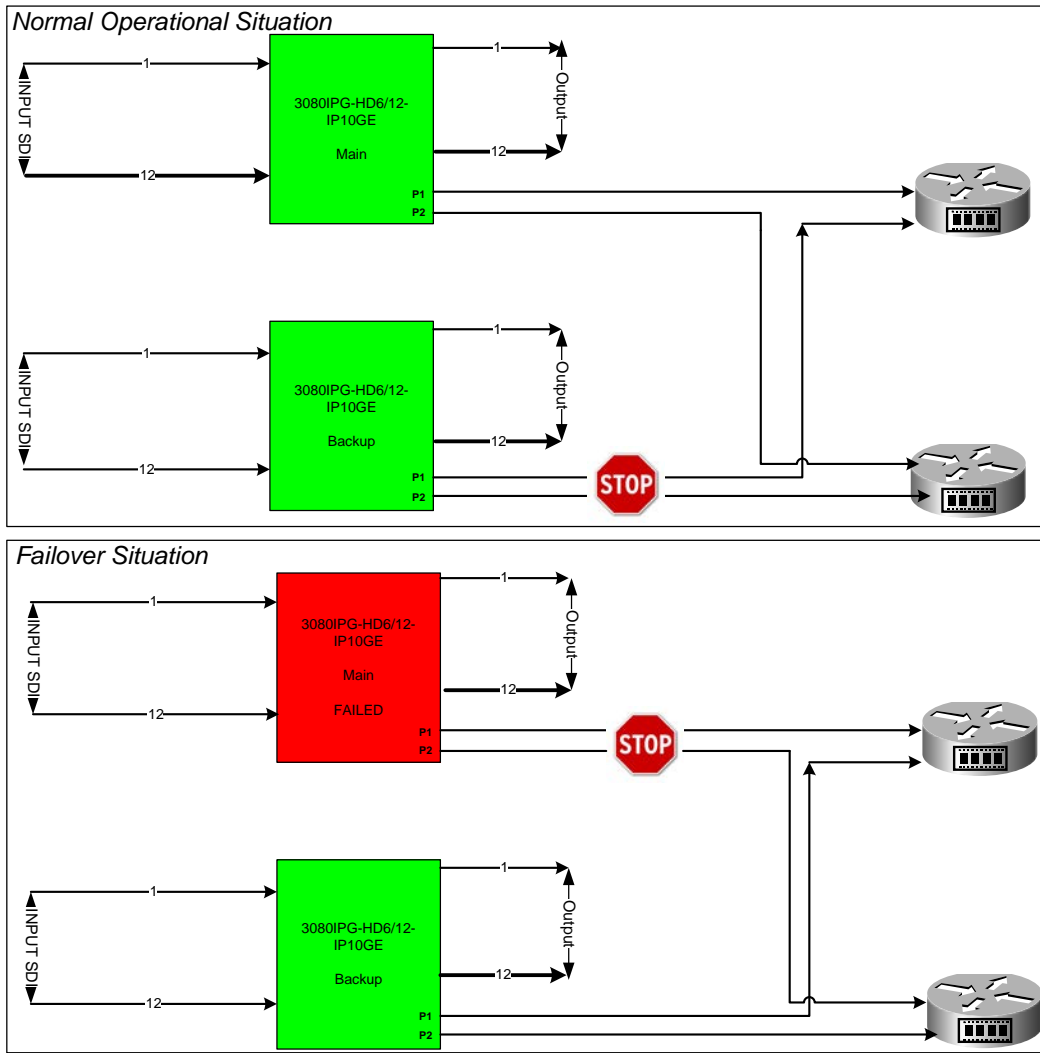 Normal Operational Situation
INPUT SDI
1
12
3080IPG-HD6/12-
IP10GE
Main
P1
P2
1
12
Output
INPUT SDI
1
12
3080IPG-HD6/12-
IP10GE
Backup
P1
P2
1
12
Output
STOP
Failover Situation
INPUT SDI
1
12
3080IPG-HD6/12-
IP10GE
Main
FAILED
P1
P2
1
12
Output
STOP
INPUT SDI
1
12
3080IPG-HD6/12-
IP10GE
Backup
P1
P2
1
12
Output